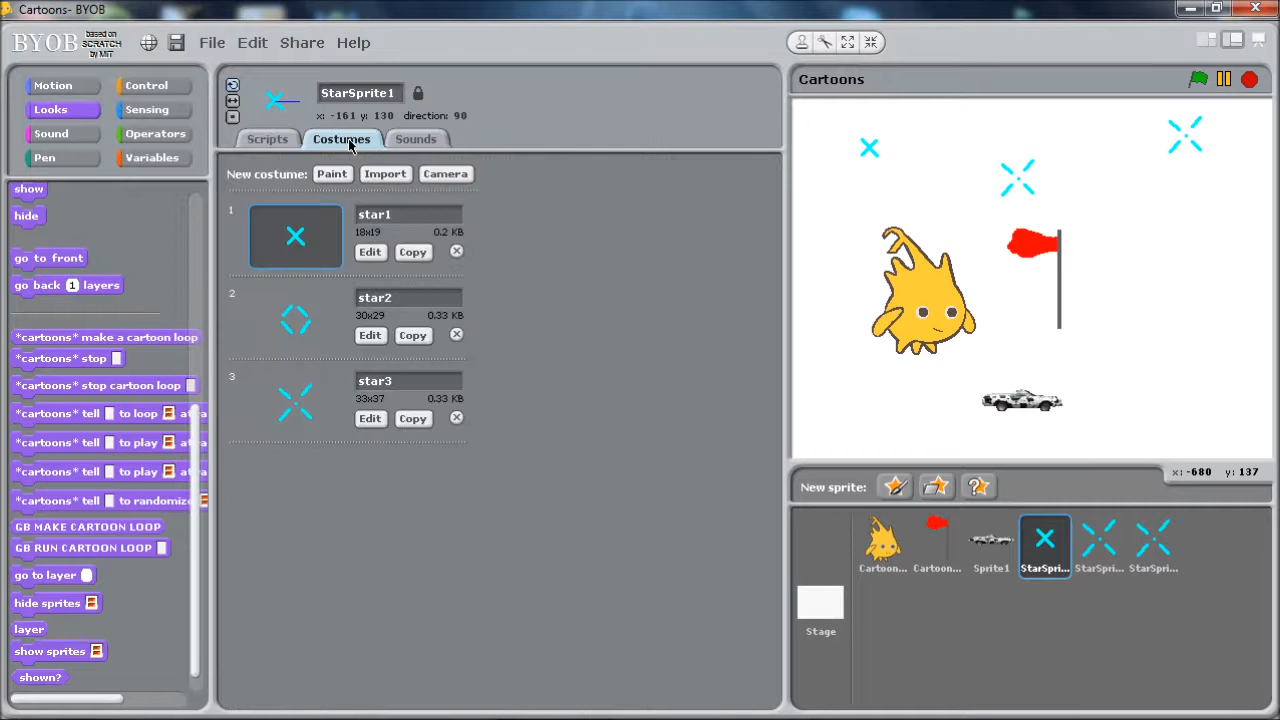 Cartoons- BYOB
BYOB
based on
SCRATCH
by MIT
File Edit Share Help
Motion Control
Looks Sensing
Sound Operators
Pen Variables
show
hide
go to front
go back 1 layers
*cartoons* make a cartoon loop
*cartoons* stop
*cartoons* stop cartoon loop
*cartoons* tell to loop
*cartoons* tell to play
*cartoons* tell to play
*cartoons* tell to randomize
GB MAKE CARTOON LOOP
GB RUN CARTOON LOOP
go to layer
hide sprites
layer
show sprites
shown?
StarSprite1
x: -161 y: 130 direction: 90
Scripts Costumes Sounds
New costume: Paint Import Camera
1
star1
18x19 0.2 KB
Edit Copy
2
star2
30x29 0.33 KB
Edit Copy
3
star3
33x37 0.33 KB
Edit Copy
Cartoons
x: -680 y: 137
New sprite:
Cartoon... Cartoon... Sprite1 StarSpri... StarSpri... StarSpri...
Stage